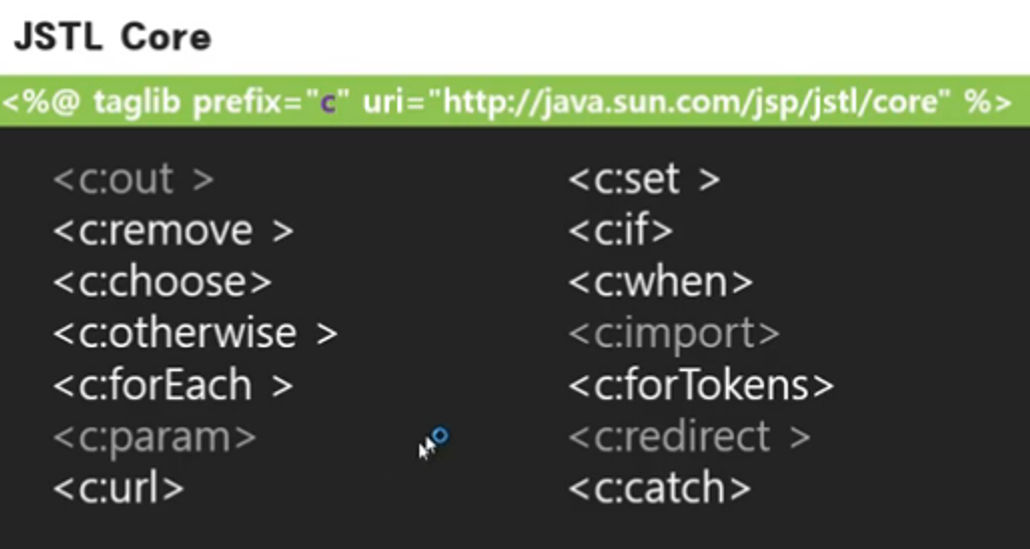 JSTL Core
<%@ taglib prefix="c" uri="http://java.sun.com/jsp/jstl/core" %>
<c:out > <c:set >
<c:remove > <c:if>
<c:choose> <c:when>
<c:otherwise > <c:import>
<c:forEach > <c:forTokens>
<c:param> <c:redirect >
<c:url> <c:catch>